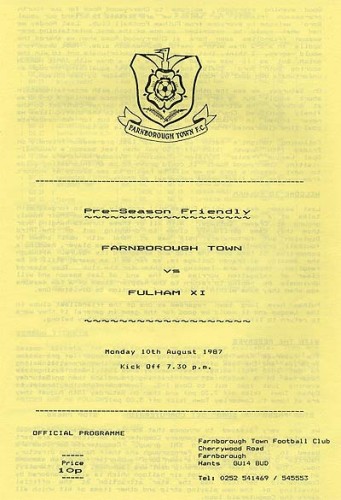 FARNBOROUGH TOWN F.C.
Pre-Season Friendly
FARNBOROUGH TOWN
vs
FULHAM XI
Monday 10th August 1987
Kick Off 7.30 p.m.
OFFICIAL PROGRAMME
Price
10p
Farnborough Town Football Club
Cherrywood Road
Farnborough
Hants GU14 8UD
Tel: 0252 541469 / 545553